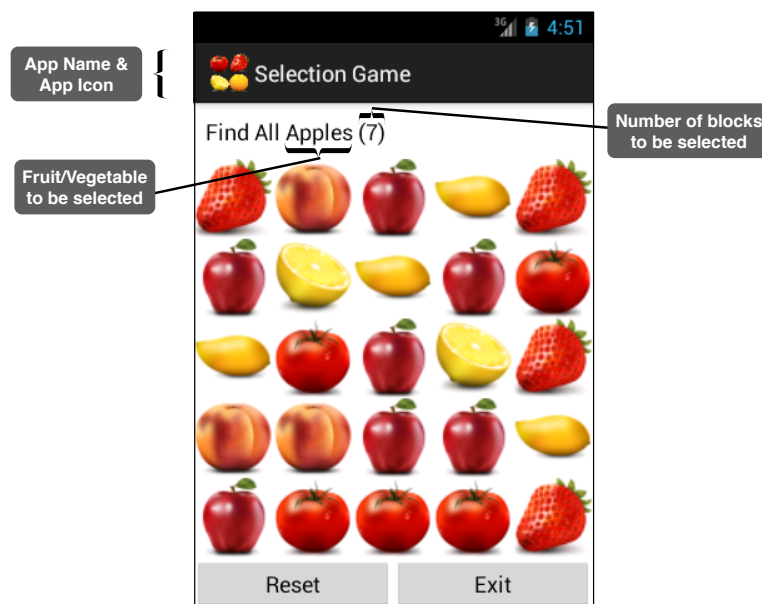 3G 4:51
App Name &
App Icon
Selection Game
Find All Apples (7)
Number of blocks
to be selected
Fruit/Vegetable
to be selected
Reset
Exit